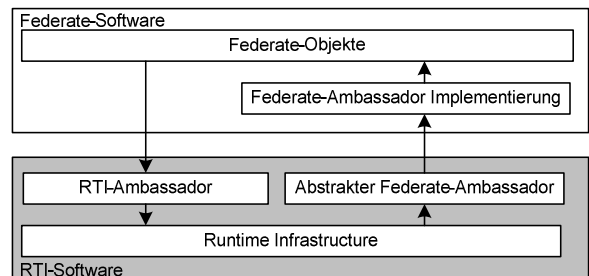 Federate-Software
Federate-Objekte
Federate-Ambassador Implementierung
RTI-Ambassador
Abstrakter Federate-Ambassador
Runtime Infrastructure
RTI-Software